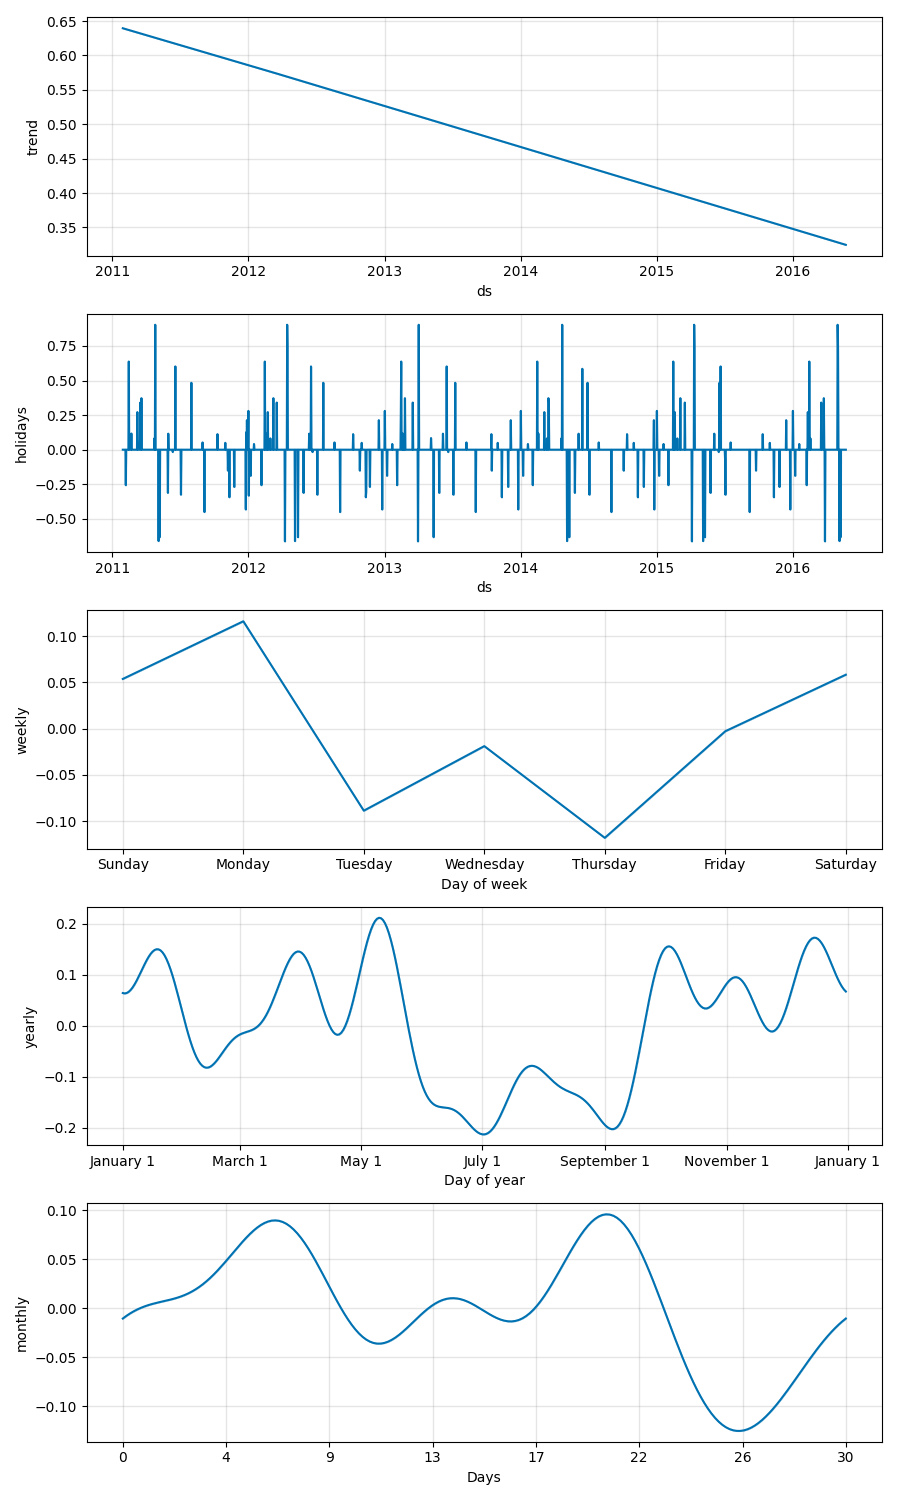 0.65
0.60
0.55
0.50
0.45
0.40
0.35
trend
2011 2012 2013 2014 2015 2016
ds
0.75
0.50
0.25
0.00
−0.25
−0.50
holidays
2011 2012 2013 2014 2015 2016
ds
0.10
0.05
0.00
−0.05
−0.10
weekly
Sunday Monday Tuesday Wednesday Thursday Friday Saturday
Day of week
0.2
0.1
0.0
−0.1
−0.2
yearly
January 1 March 1 May 1 July 1 September 1 November 1 January 1
Day of year
0.10
0.05
0.00
−0.05
−0.10
monthly
0 4 9 13 17 22 26 30
Days